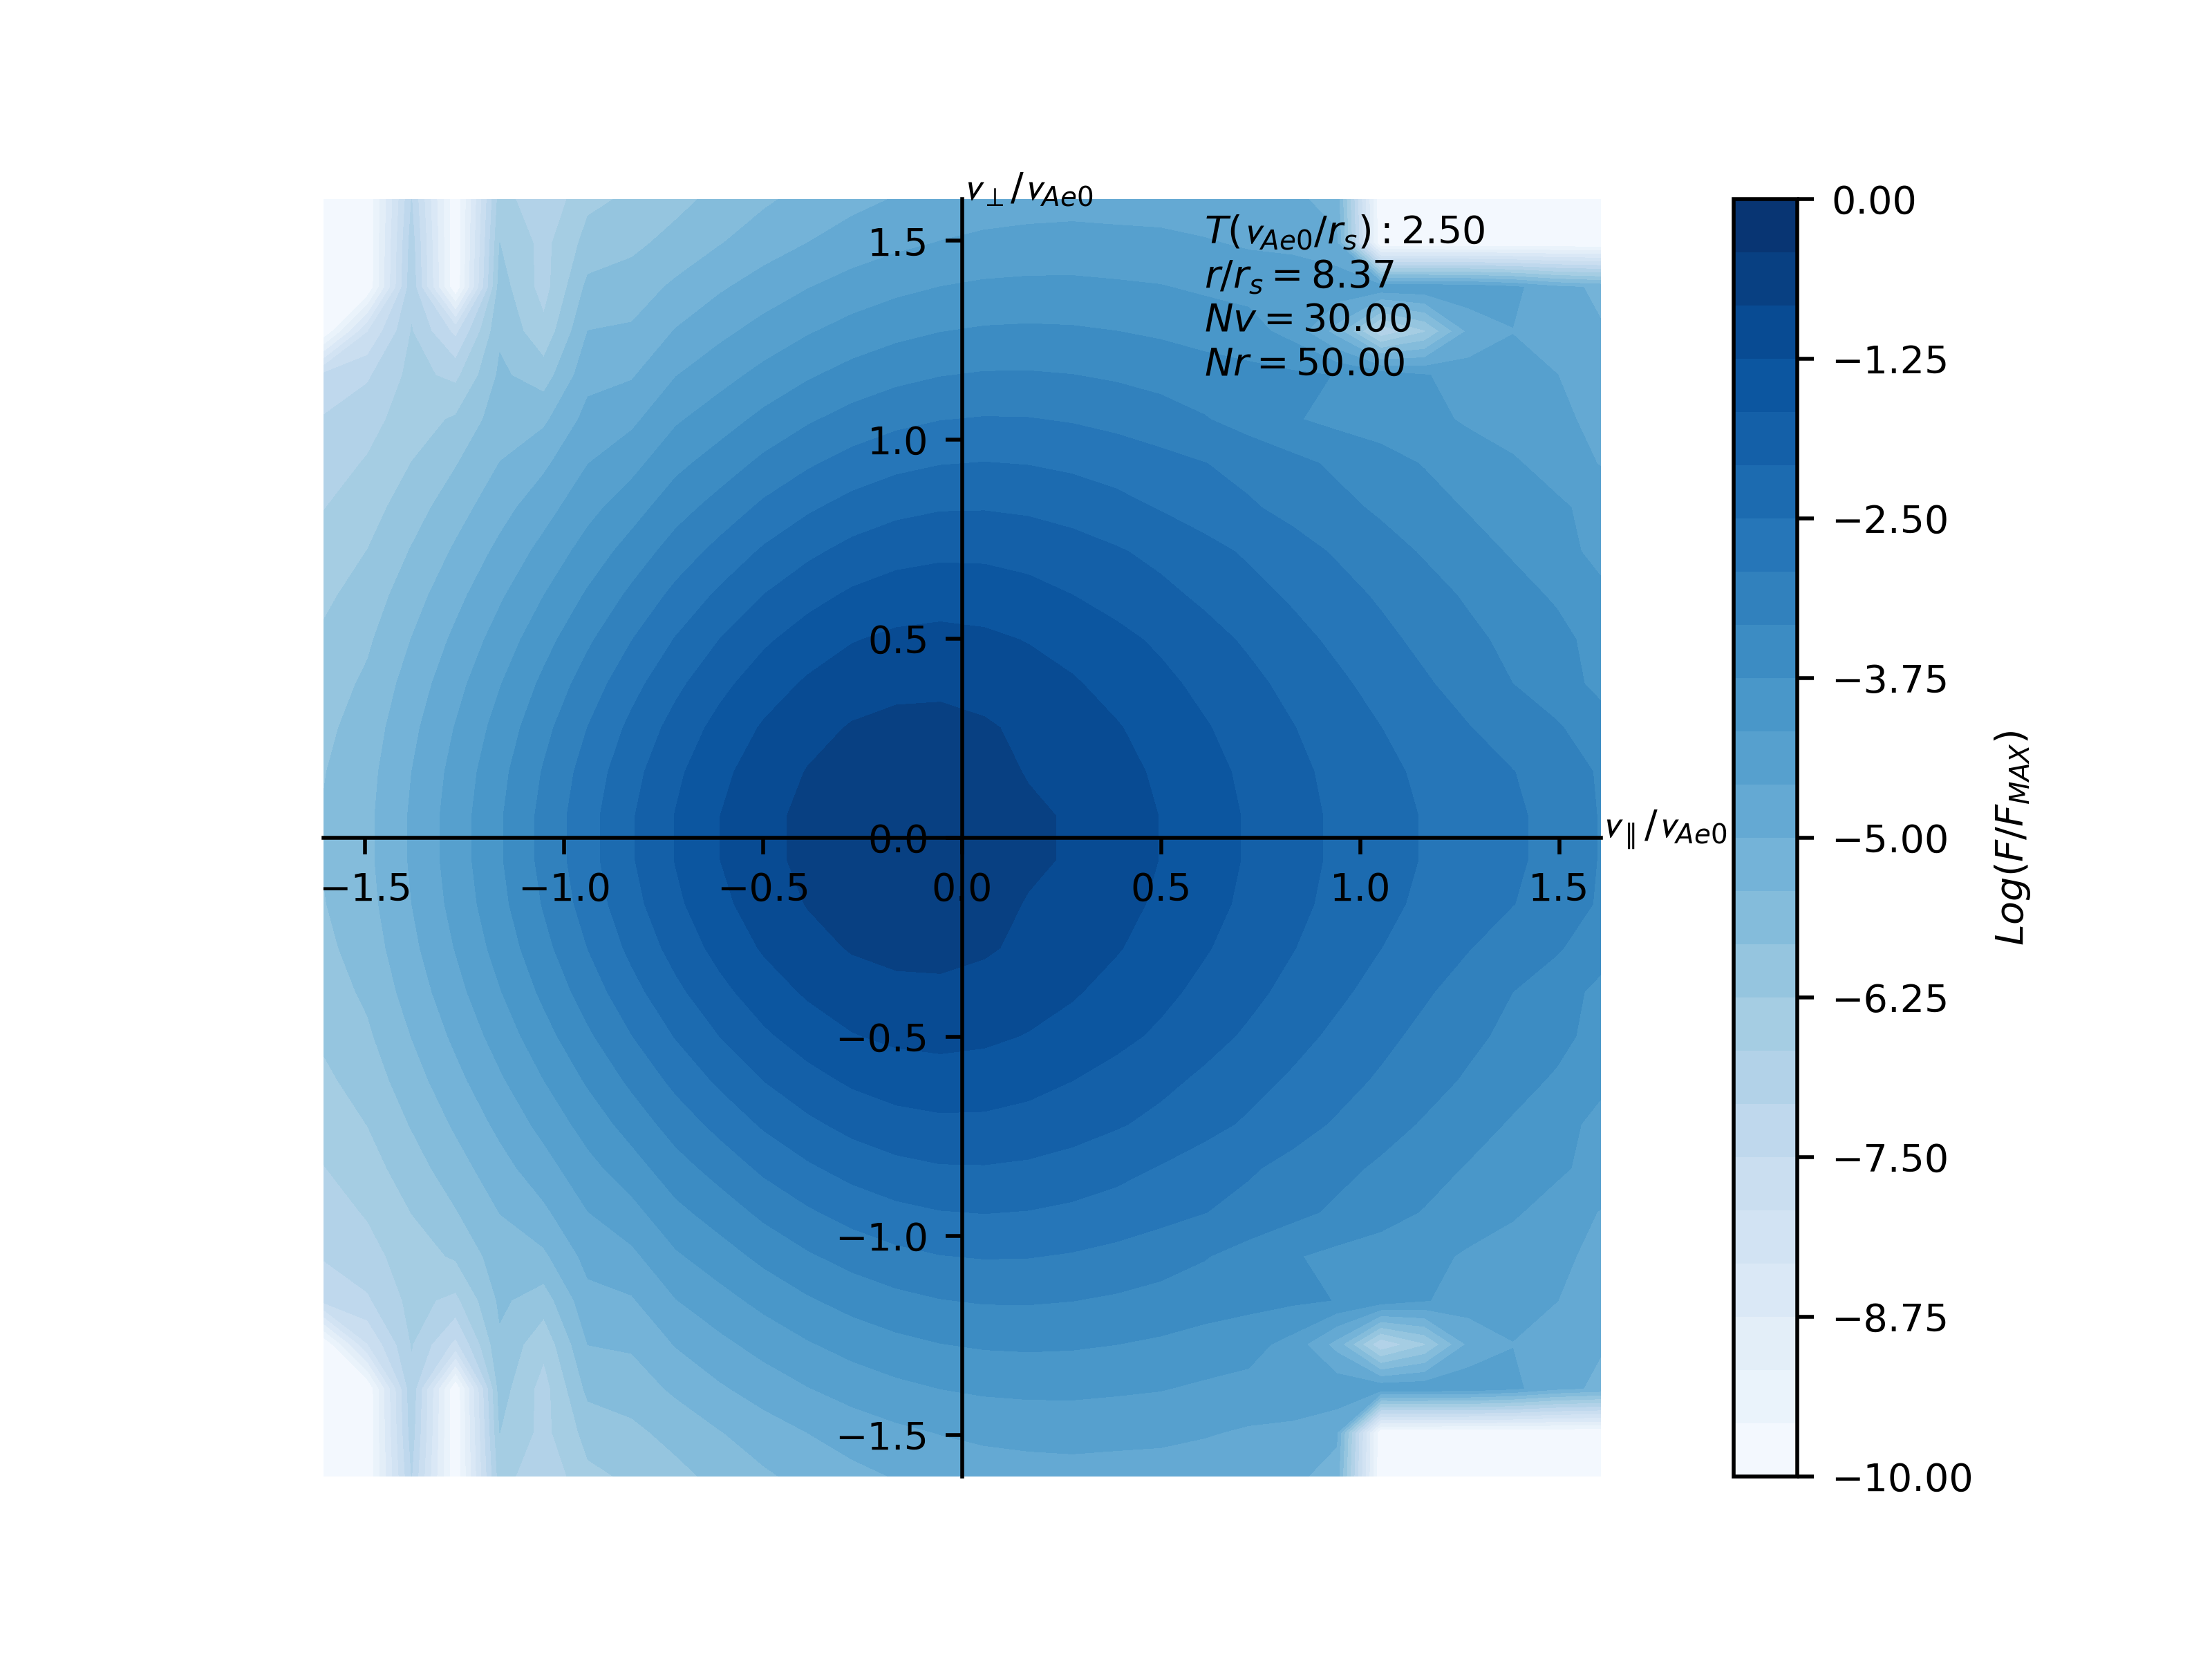 v⊥/vAe0
T(vAe0/rs):2.50
r/rs = 8.37
Nv = 30.00
Nr = 50.00
1.5
1.0
0.5
0.0
−0.5
−1.0
−1.5
−1.5 −1.0 −0.5 0.0 0.5 1.0 1.5
v∥/vAe0
0.00
−1.25
−2.50
−3.75
−5.00
−6.25
−7.50
−8.75
−10.00
Log(F/FMAX)